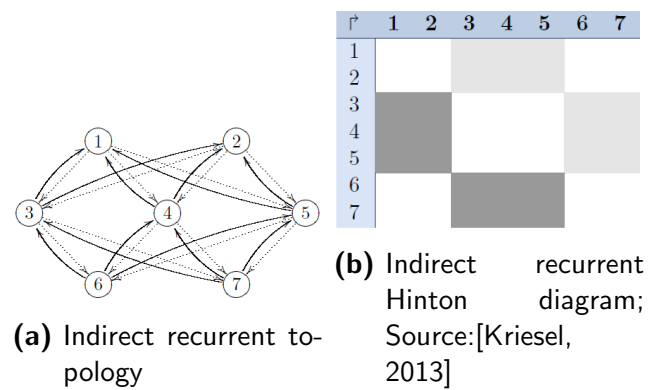 ↱ 1 2 3 4 5 6 7
1
2
3
4
5
6
7
1 2
3 4 5
6 7
(a) Indirect recurrent to-
pology
(b) Indirect recurrent
Hinton diagram;
Source:[Kriesel,
2013]